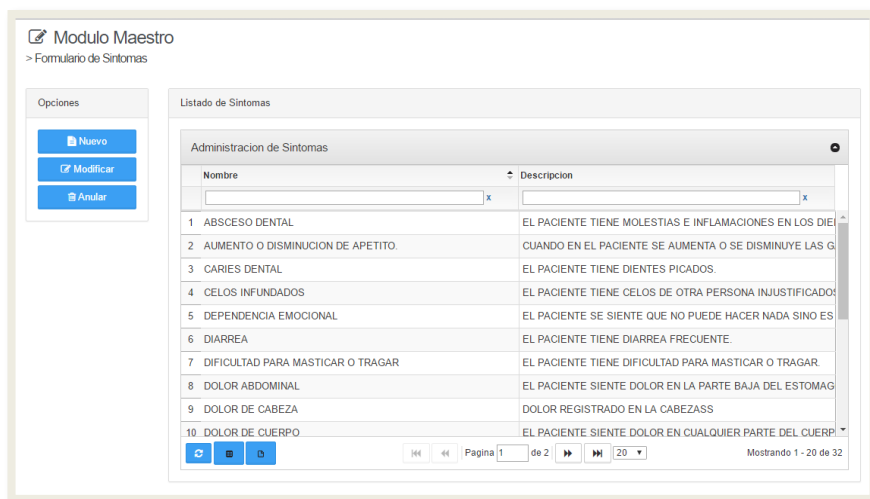 Modulo Maestro
> Formulario de Sintomas
Opciones
Nuevo
Modificar
Anular
Listado de Sintomas
Administracion de Sintomas
Nombre Descripcion
x x
1 ABSCESO DENTAL EL PACIENTE TIENE MOLESTIAS E INFLAMACIONES EN LOS
2 AUMENTO O DISMINUCION DE APETITO. CUANDO EN EL PACIENTE SE AUMENTA O SE DISMINUYE LAS
3 CARIES DENTAL EL PACIENTE TIENE DIENTES PICADOS.
4 CELOS INFUNDADOS EL PACIENTE TIENE CELOS DE OTRA PERSONA INJUSTIFICADOS
5 DEPENDENCIA EMOCIONAL EL PACIENTE SE SIENTE QUE NO PUEDE HACER NADA SINO ES
6 DIARREA EL PACIENTE TIENE DIARREA FRECUENTE.
7 DIFICULTAD PARA MASTICAR O TRAGAR EL PACIENTE TIENE DIFICULTAD PARA MASTICAR O TRAGAR.
8 DOLOR ABDOMINAL EL PACIENTE SIENTE DOLOR EN LA PARTE BAJA DEL ESTOMAG
9 DOLOR DE CABEZA DOLOR REGISTRADO EN LA CABEZASS
10 DOLOR DE CUERPO EL PACIENTE SIENTE DOLOR EN CUALQUIER PARTE DEL CUERP
Pagina 1 de 2 20 Mostrando 1 - 20 de 32